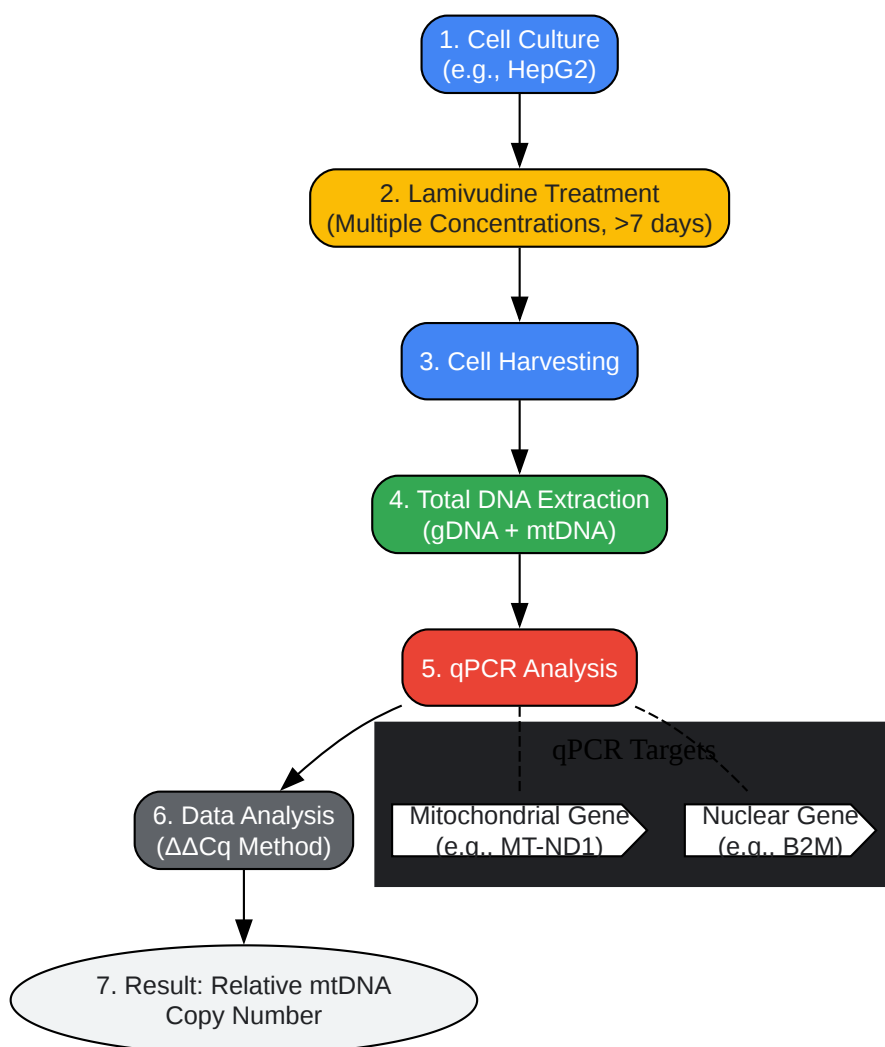 1. Cell Culture
(e.g., HepG2)
2. Lamivudine Treatment
(Multiple Concentrations, >7 days)
3. Cell Harvesting
4. Total DNA Extraction
(gDNA + mtDNA)
5. qPCR Analysis
qPCR Targets
6. Data Analysis
(ΔΔCq Method)
Mitochondrial Gene
(e.g., MT-ND1)
Nuclear Gene
(e.g., B2M)
7. Result: Relative mtDNA
Copy Number